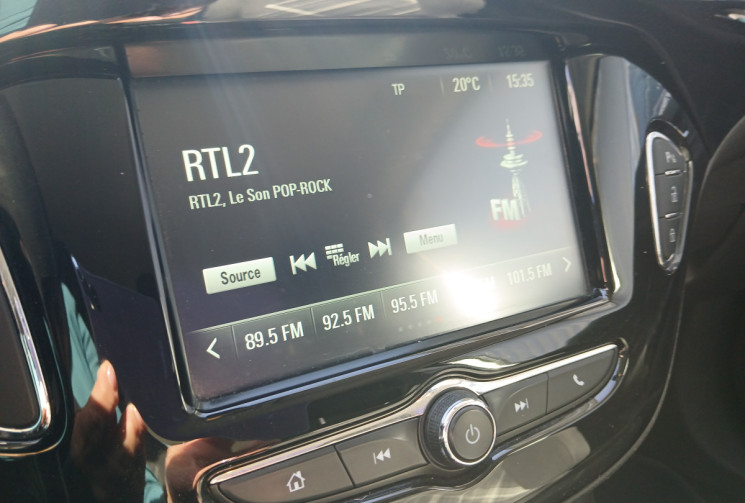 TP 20°C 15:35
RTL2
RTL2, Le Son POP-ROCK
FM
Source Régler Menu
89.5 FM 92.5 FM 95.5 FM 101.5 FM